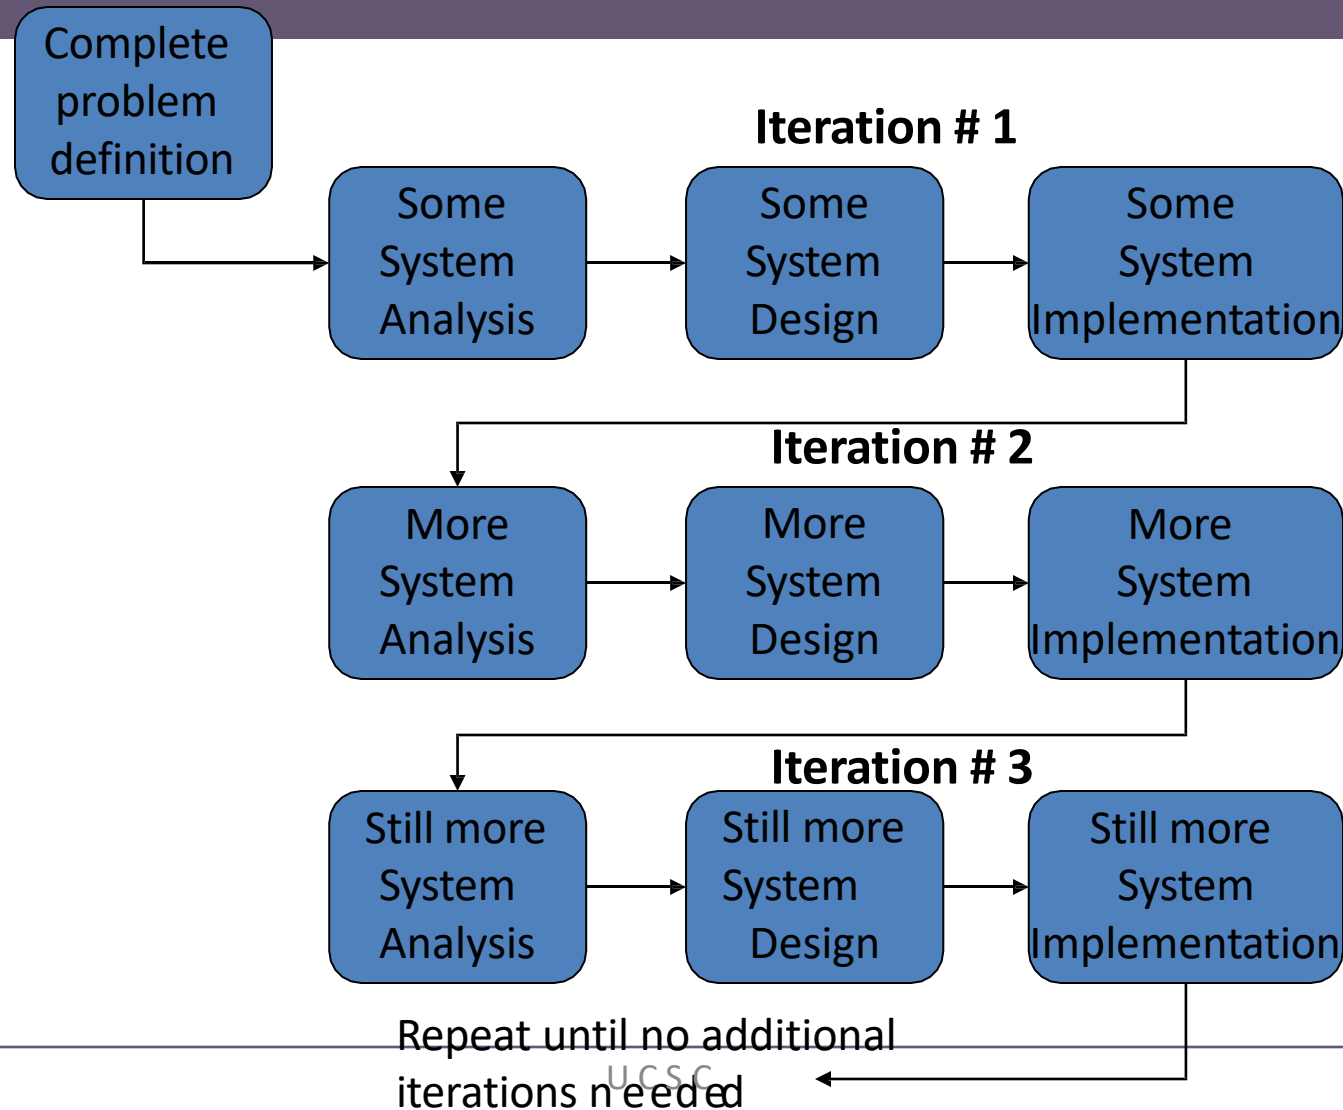 Complete
problem
definition
Iteration # 1
Some
System
Analysis
Some
System
Design
Some
System
Implementation
Iteration # 2
More
System
Analysis
More
System
Design
More
System
Implementation
Iteration # 3
Still more
System
Analysis
Still more
System
Design
Still more
System
Implementation
Repeat until no additional
iterations needed
UCSC